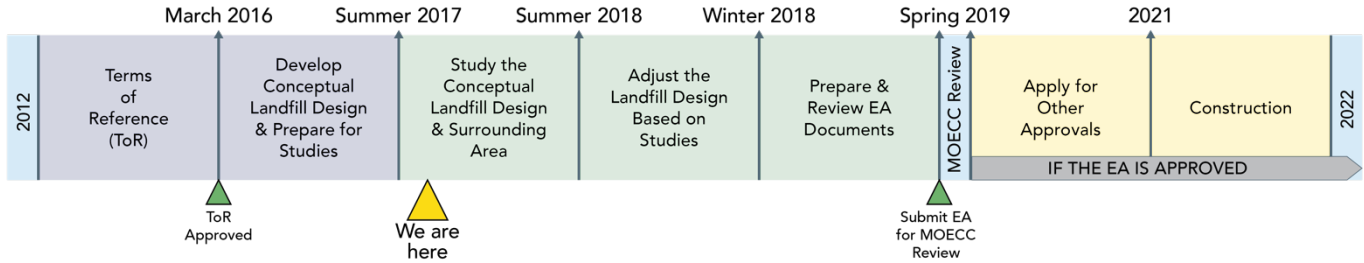 March 2016
Summer 2017
Summer 2018
Winter 2018
Spring 2019
2021
2012
Terms
of
Reference
(ToR)
Develop
Conceptual
Landfill Design
& Prepare for
Studies
Study the
Conceptual
Landfill Design
& Surrounding
Area
Adjust the
Landfill Design
Based on
Studies
Prepare &
Review EA
Documents
MOECC Review
Apply for
Other
Approvals
Construction
2022
IF THE EA IS APPROVED
ToR
Approved
We are
here
Submit EA
for MOECC
Review